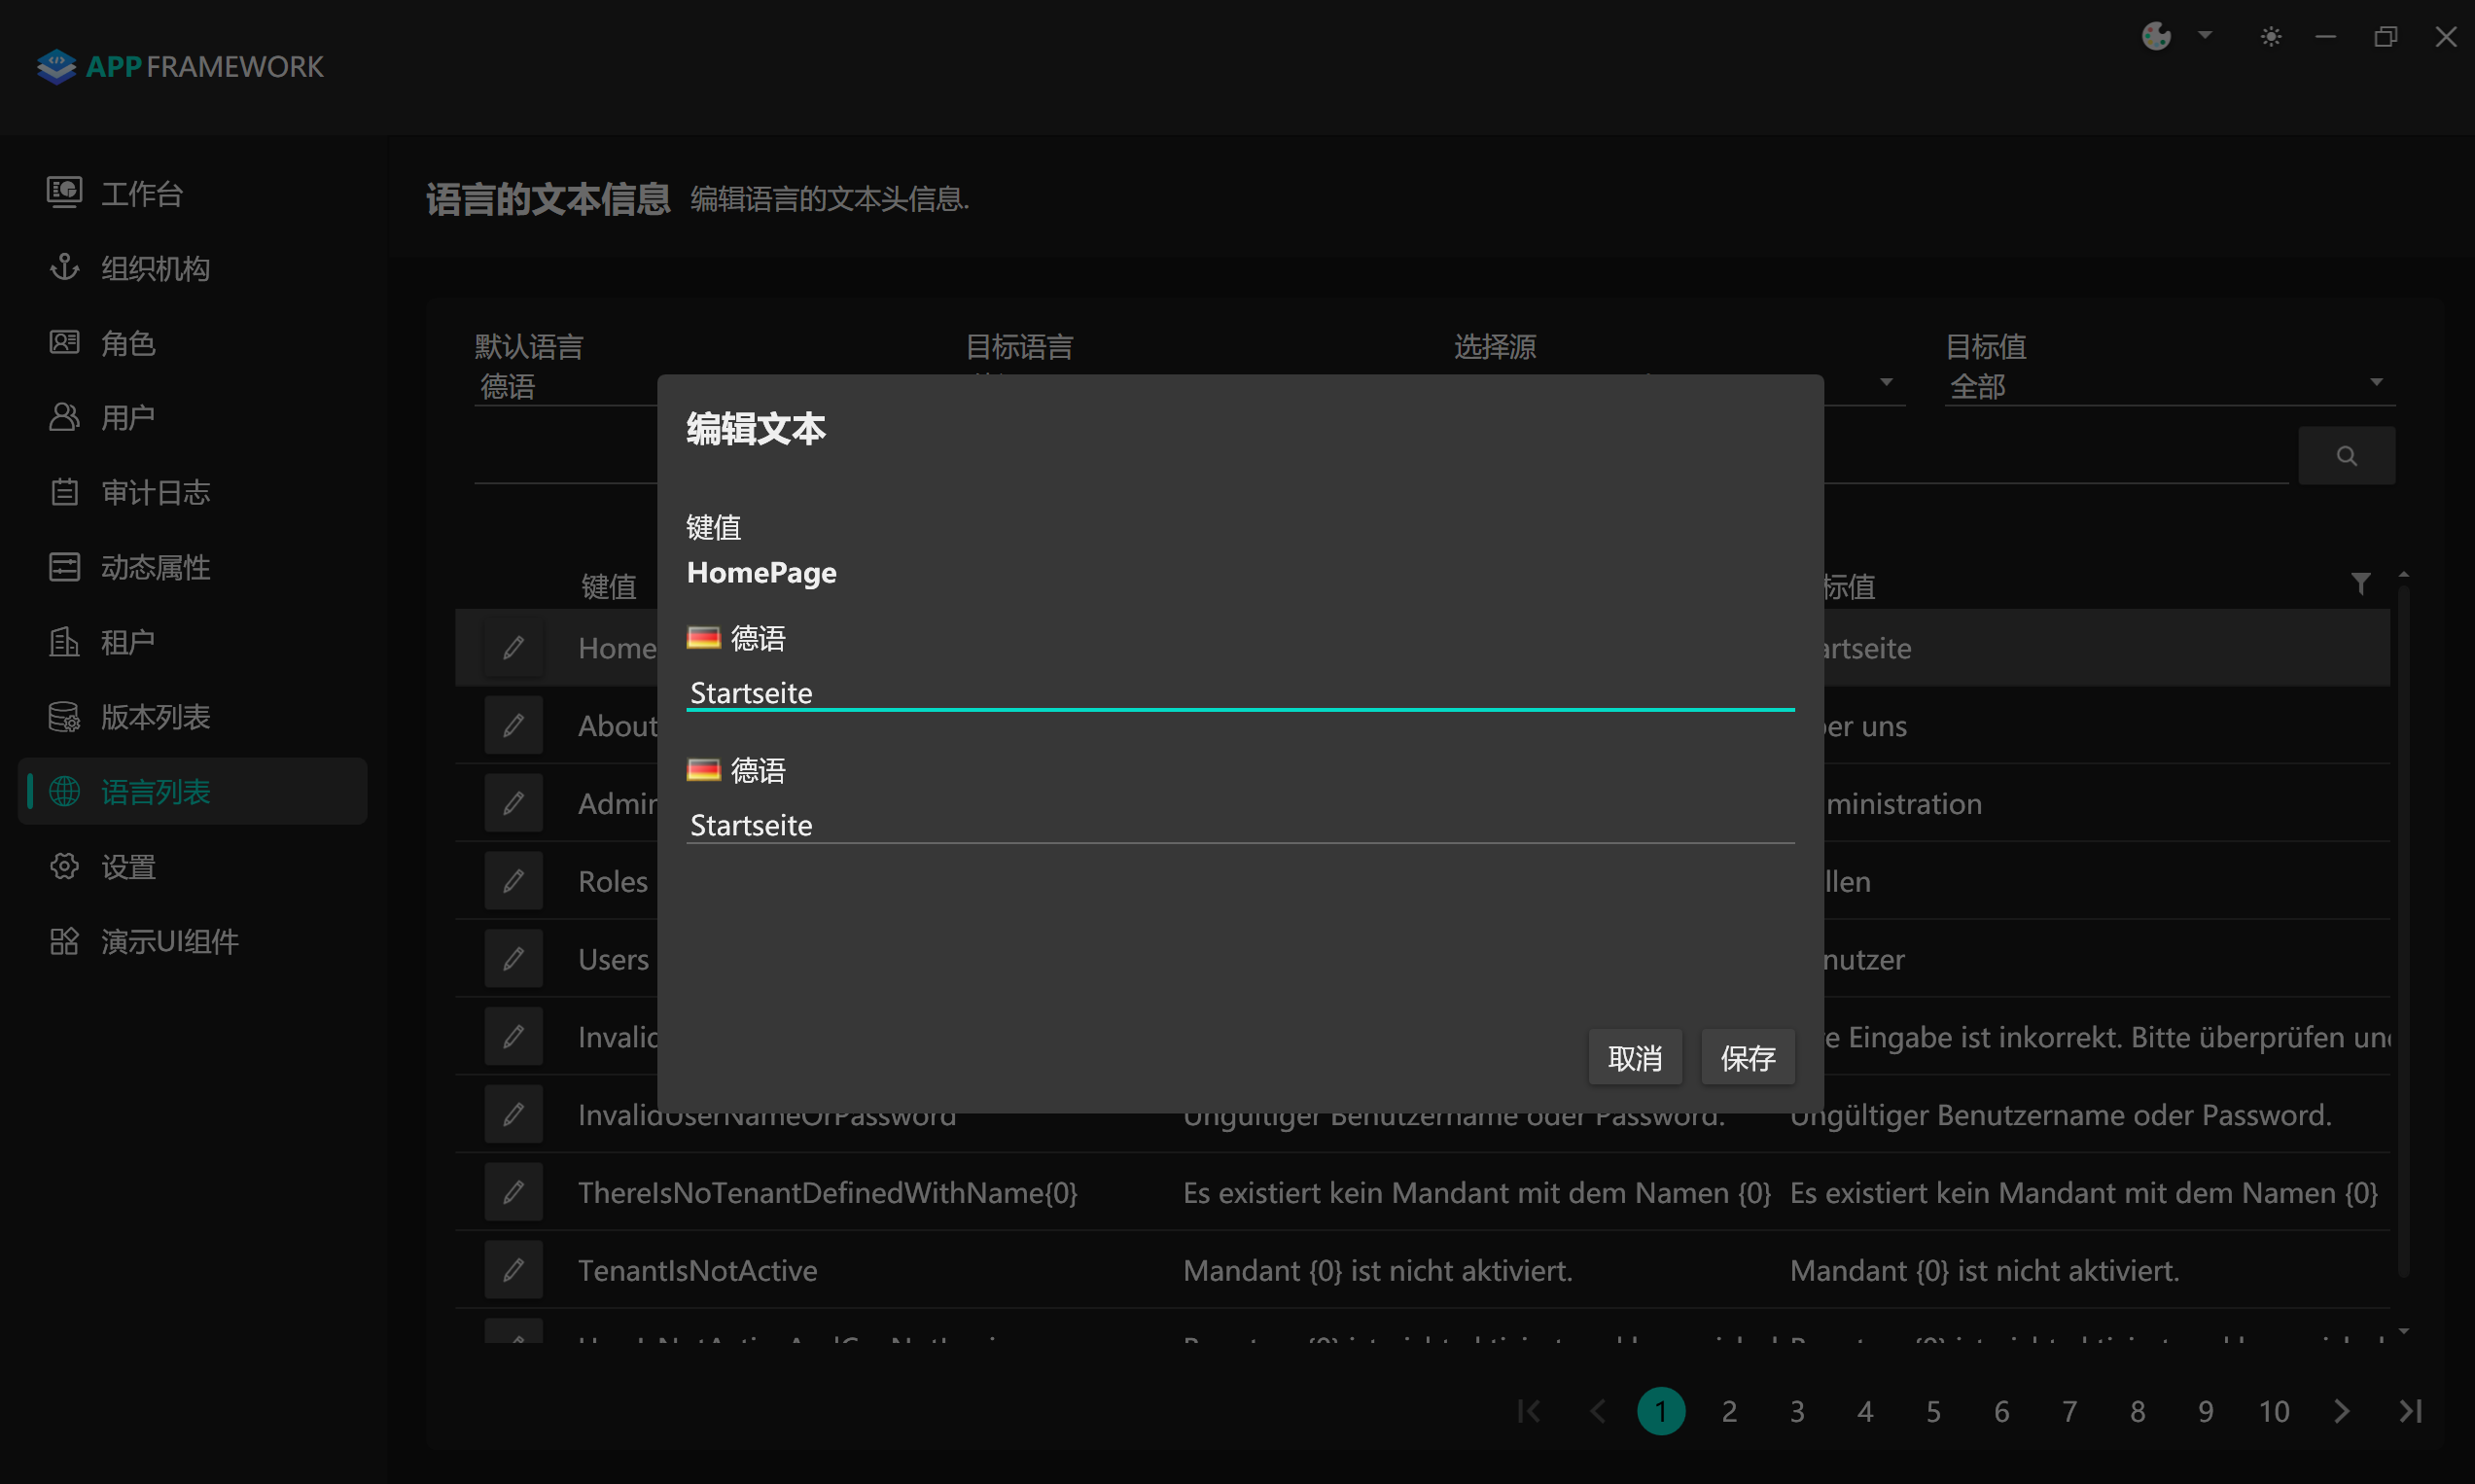 APP FRAMEWORK
工作台
组织机构
角色
用户
审计日志
动态属性
租户
版本列表
语言列表
设置
演示UI组件
语言的文本信息 编辑语言的文本头信息.
默认语言 目标语言 选择源 目标值
德语 全部
编辑文本
键值
HomePage
德语
Startseite
德语
Startseite
取消 保存
键值 标值
Home artseite
About er uns
Admin ministration
Roles llen
Users nutzer
Invalid e Eingabe ist inkorrekt. Bitte überprüfen und
InvalidUserNameOrPassword Ungültiger Benutzername oder Password. Ungültiger Benutzername oder Password.
ThereIsNoTenantDefinedWithName{0} Es existiert kein Mandant mit dem Namen {0} Es existiert kein Mandant mit dem Namen {0}
TenantIsNotActive Mandant {0} ist nicht aktiviert. Mandant {0} ist nicht aktiviert.
1 2 3 4 5 6 7 8 9 10